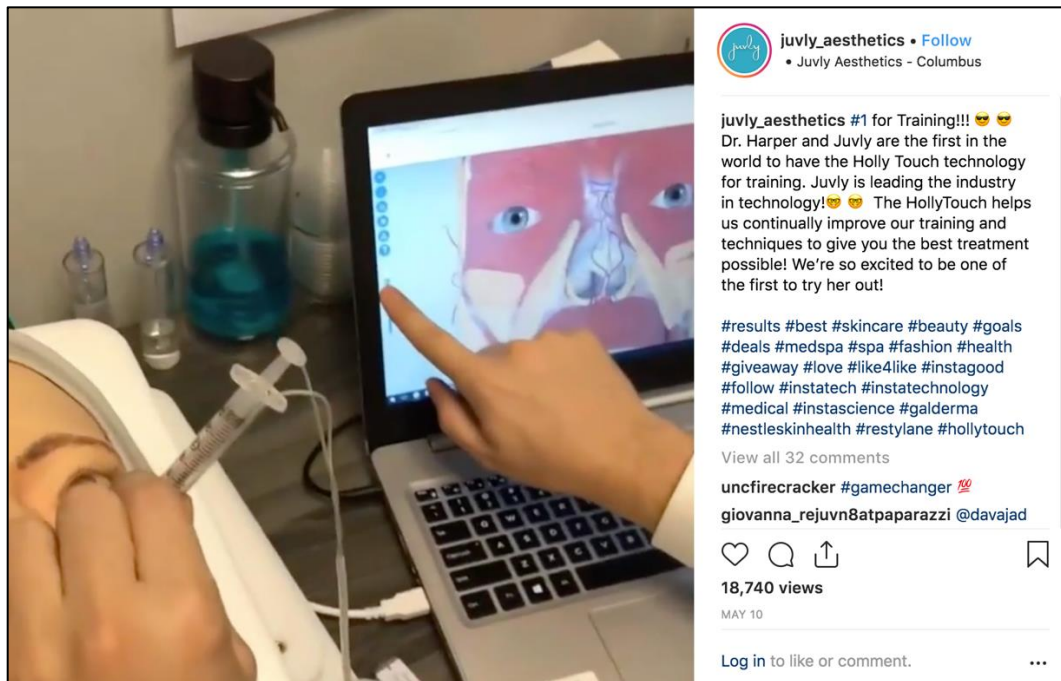 juvly
juvly_aesthetics • Follow
• Juvly Aesthetics - Columbus
juvly_aesthetics #1 for Training!!! 😎 😎
Dr. Harper and Juvly are the first in the
world to have the Holly Touch technology
for training. Juvly is leading the industry
in technology!🤓 🤓 The HollyTouch helps
us continually improve our training and
techniques to give you the best treatment
possible! We’re so excited to be one of
the first to try her out!
#results #best #skincare #beauty #goals
#deals #medspa #spa #fashion #health
#giveaway #love #like4like #instagood
#follow #instatech #instatechnology
#medical #instascience #galderma
#nestleskinhealth #restylane #hollytouch
View all 32 comments
uncfirecracker #gamechanger 💯
giovanna_rejuvn8atpaparazzi @davajad
18,740 views
MAY 10
Log in to like or comment.